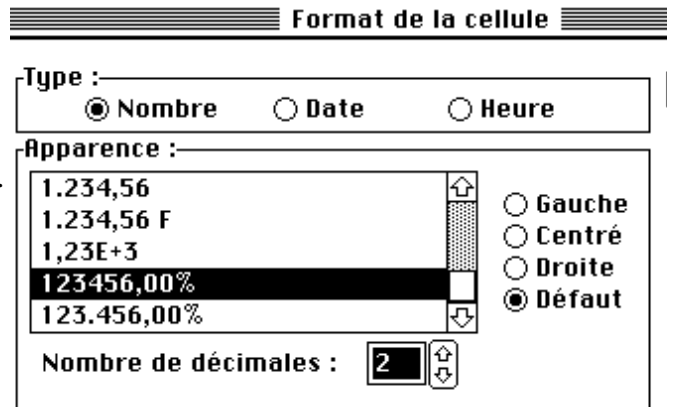 Format de la cellule
Type :
Nombre Date Heure
Apparence :
1.234,56
1.234,56 F
1,23E+3
123456,00%
123.456,00%
Gauche
Centré
Droite
Défaut
Nombre de décimales : 2